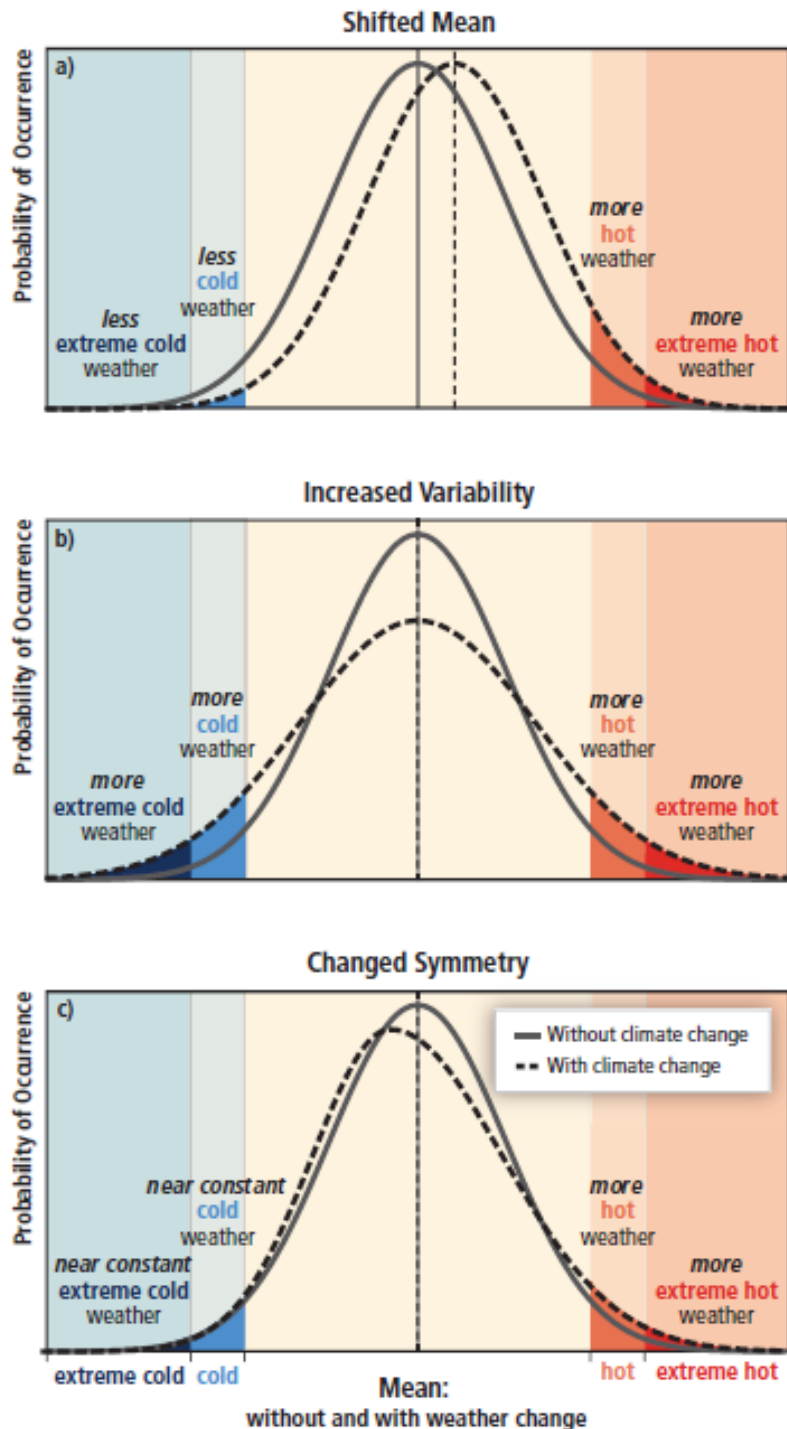 Shifted Mean
a)
Probability of Occurrence
less
extreme cold
weather
less
cold
weather
more
hot
weather
more
extreme hot
weather
Increased Variability
b)
Probability of Occurrence
more
extreme cold
weather
more
cold
weather
more
hot
weather
more
extreme hot
weather
Changed Symmetry
c)
Probability of Occurrence
Without climate change
With climate change
near constant
extreme cold
weather
near constant
cold
weather
more
hot
weather
more
extreme hot
weather
extreme cold
cold
hot
extreme hot
Mean:
without and with weather change